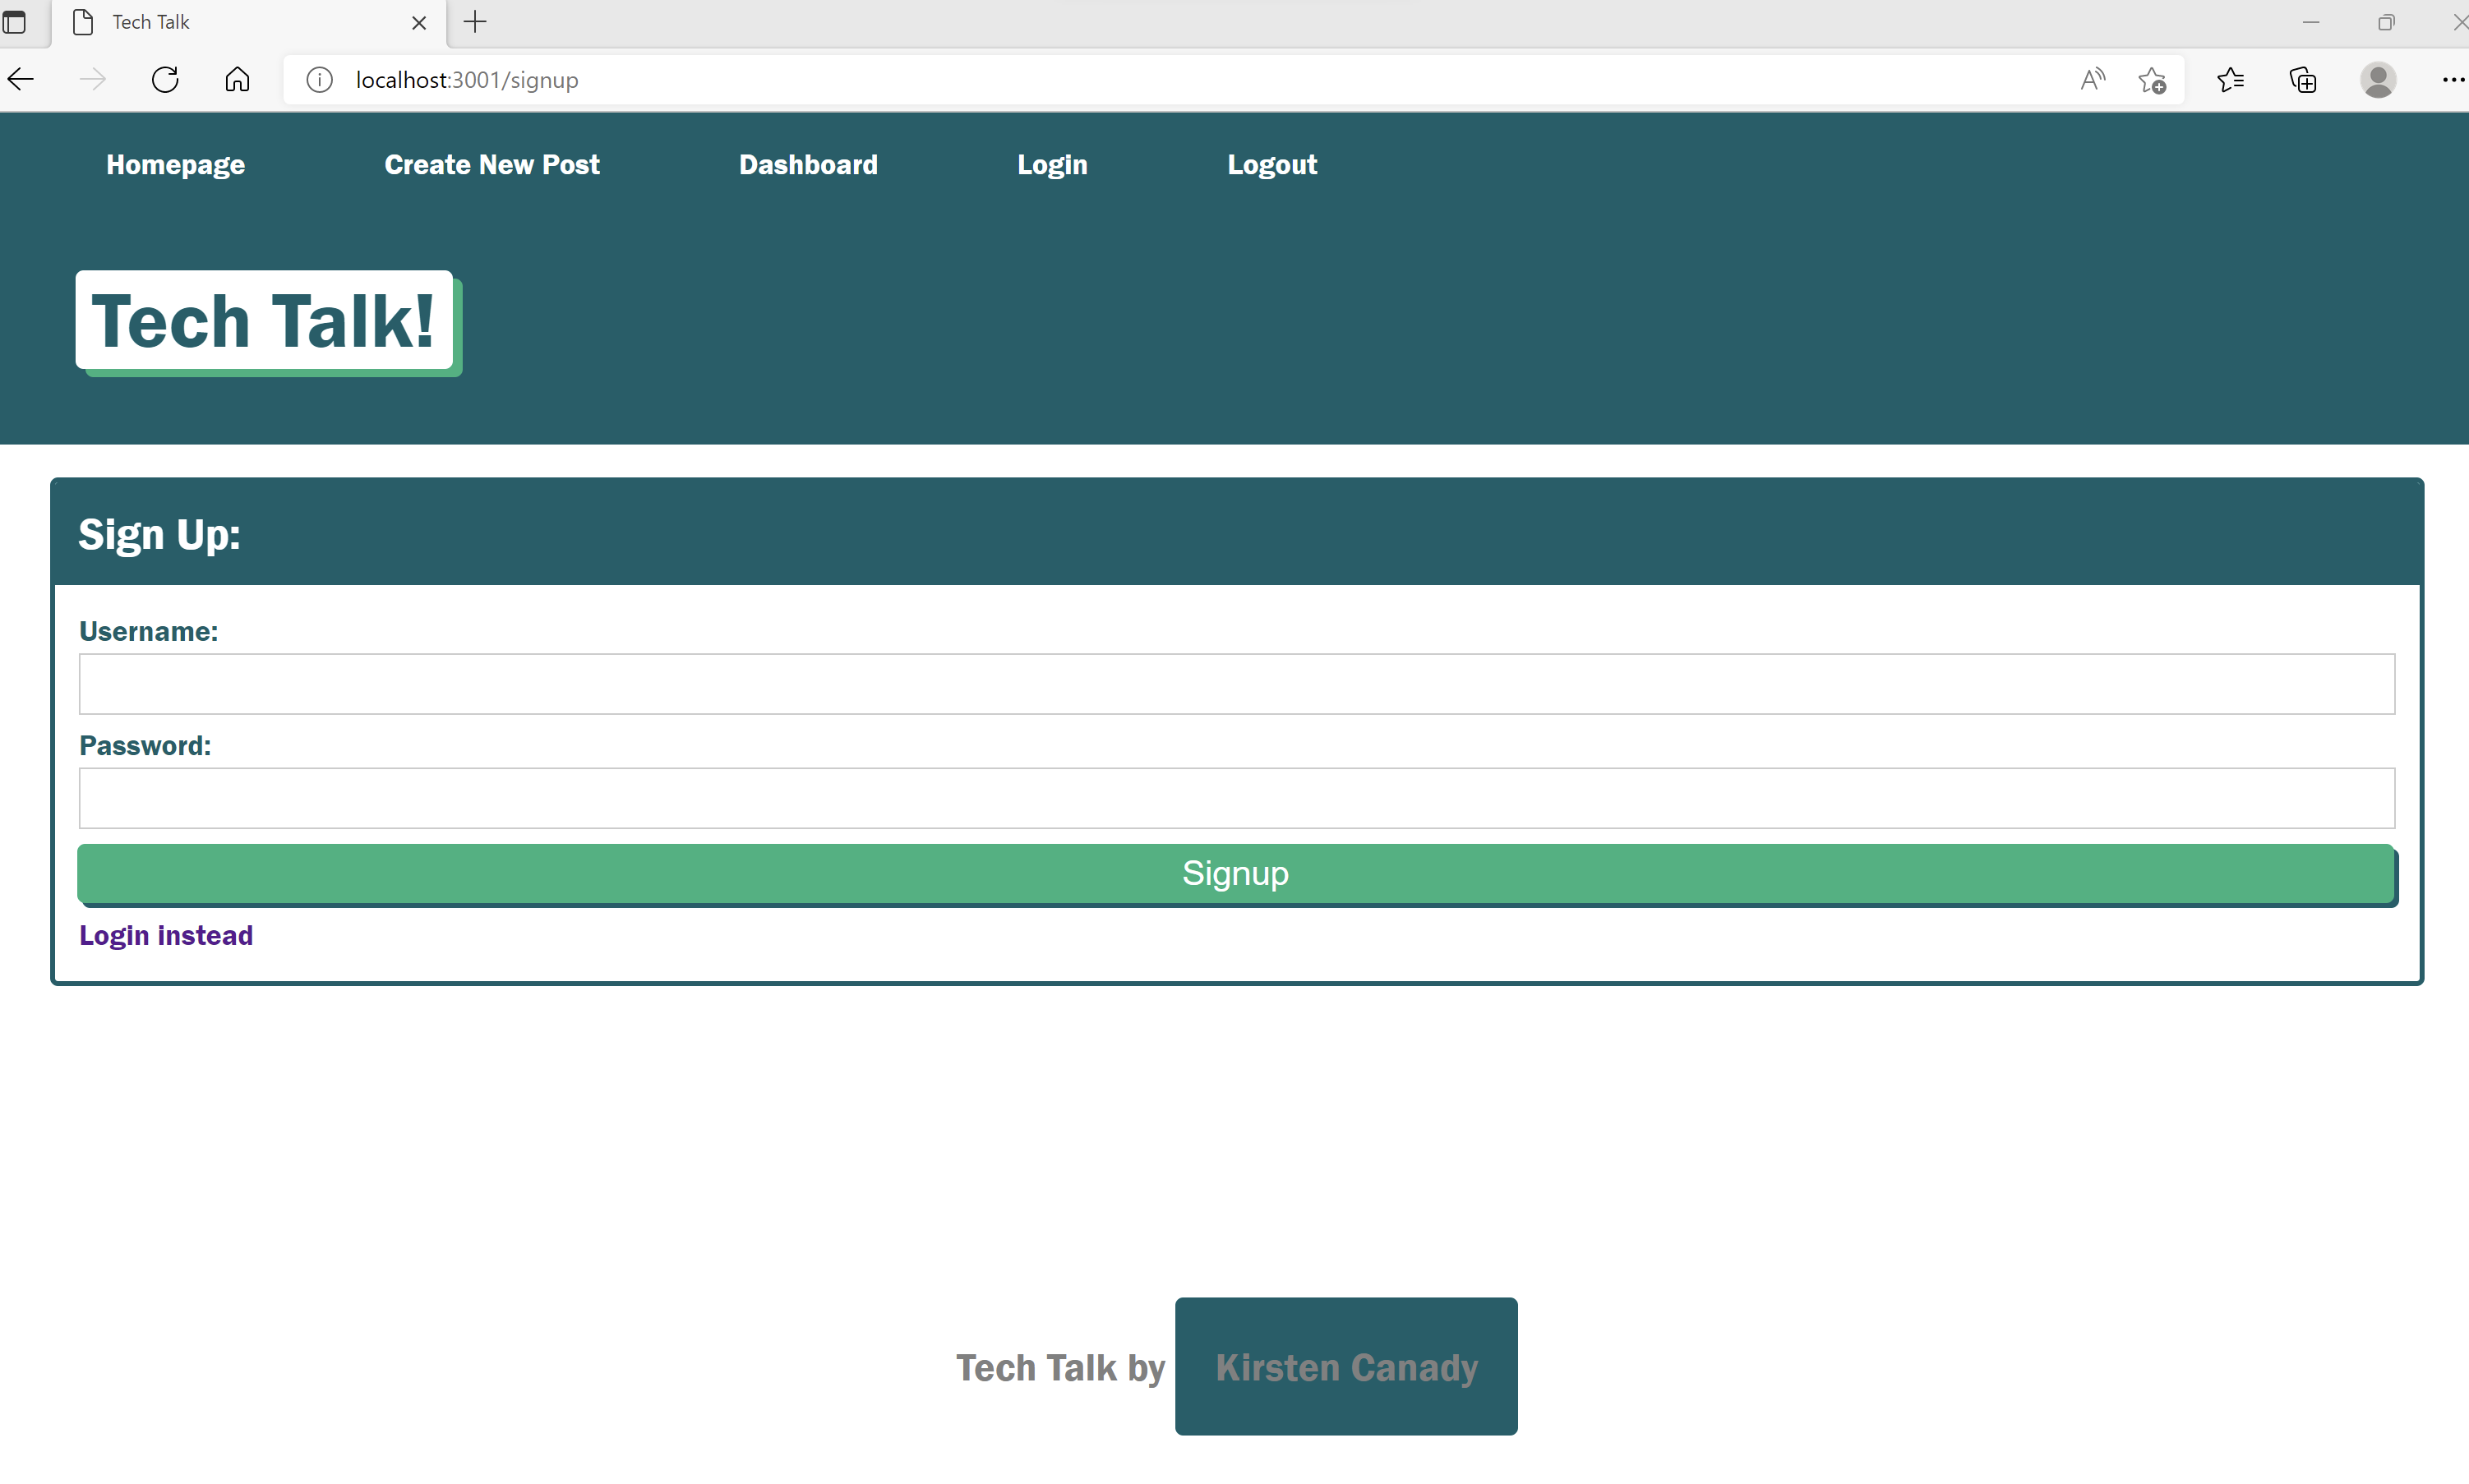 Tech Talk
localhost:3001/signup
Homepage Create New Post Dashboard Login Logout
Tech Talk!
Sign Up:
Username:
Password:
Signup
Login instead
Tech Talk by Kirsten Canady